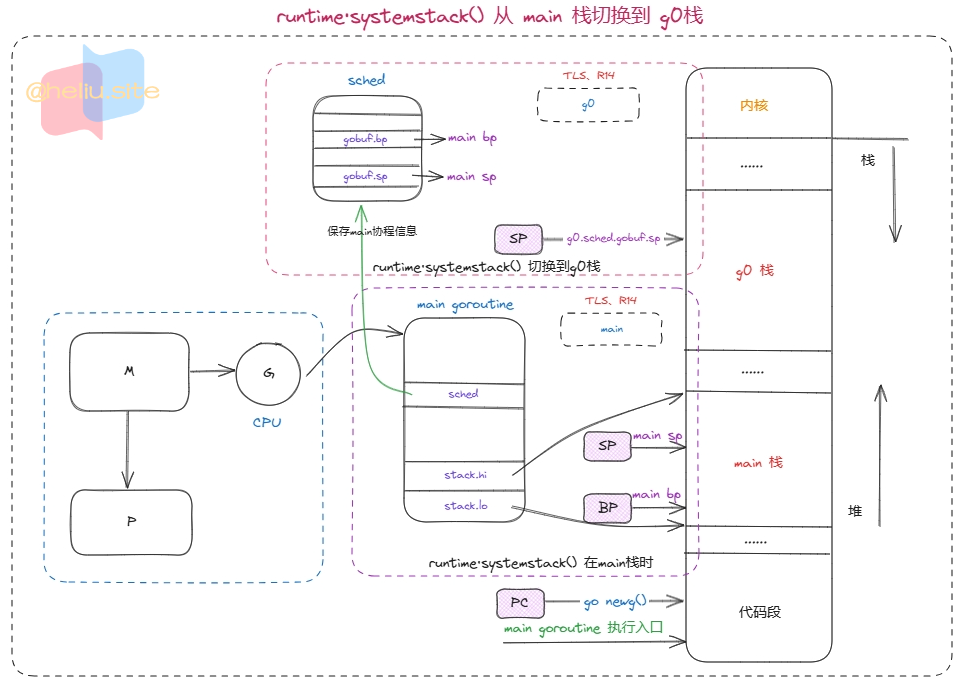 runtime·systemstack() 从 main 栈切换到 g0栈
@heliu.site
sched
gobuf.bp
main bp
gobuf.sp
main sp
TLS、R14
g0
保存main协程信息
SP
g0.sched.gobuf.sp
runtime·systemstack() 切换到g0栈
main goroutine
TLS、R14
main
M
G
CPU
P
sched
stack.hi
stack.lo
SP
main sp
BP
main bp
runtime·systemstack() 在main栈时
PC
go newg()
main goroutine 执行入口
内核
......
g0 栈
......
main 栈
......
代码段
栈
堆